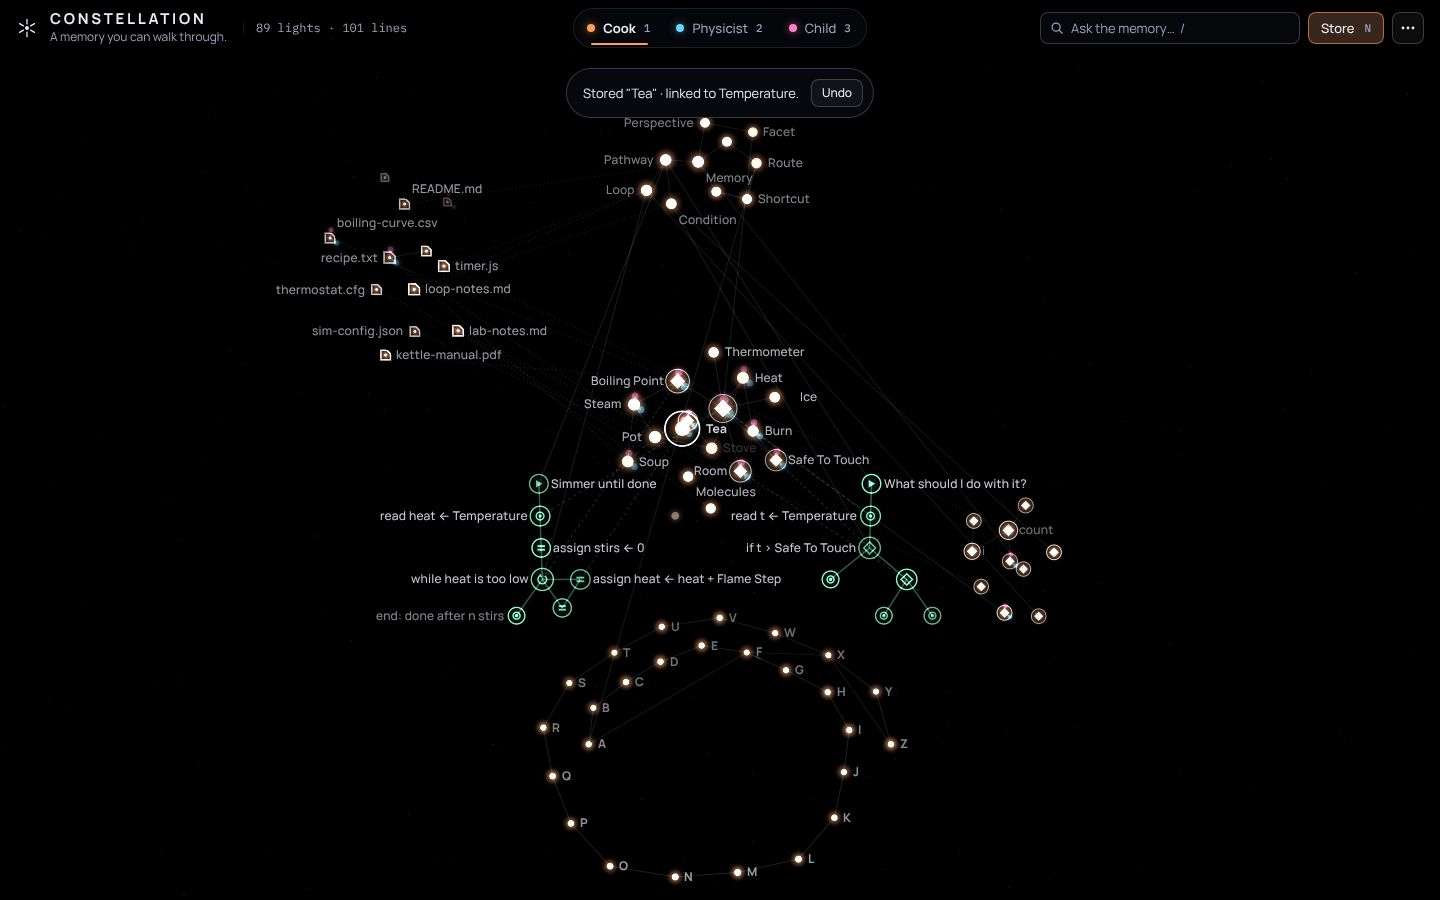 CONSTELLATION
A memory you can walk through.
89 lights · 101 lines
Cook 1
Physicist 2
Child 3
Ask the memory... /
Store N
Stored "Tea" · linked to Temperature.
Undo
Perspective
Facet
Pathway
Route
Memory
Loop
Shortcut
Condition
README.md
boiling-curve.csv
recipe.txt
timer.js
thermostat.cfg
loop-notes.md
sim-config.json
lab-notes.md
kettle-manual.pdf
Thermometer
Boiling Point
Heat
Steam
Ice
Tea
Burn
Pot
Stove
Soup
Room
Safe To Touch
Molecules
Simmer until done
read heat ← Temperature
assign stirs ← 0
while heat is too low
assign heat ← heat + Flame Step
end: done after n stirs
What should I do with it?
read t ← Temperature
if t > Safe To Touch
count
i
V
U
W
T
E
F
X
D
G
S
C
H
Y
B
R
A
I
Z
Q
J
P
K
O
L
N
M